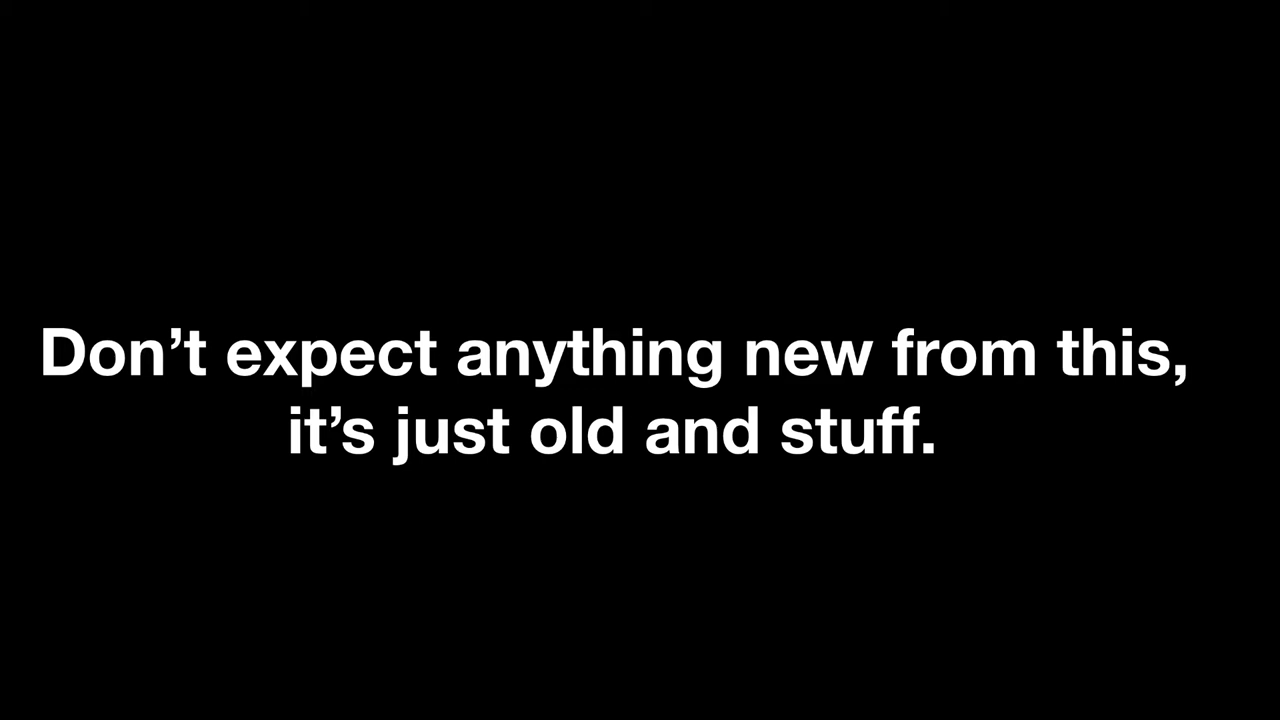 Don’t expect anything new from this,
it’s just old and stuff.